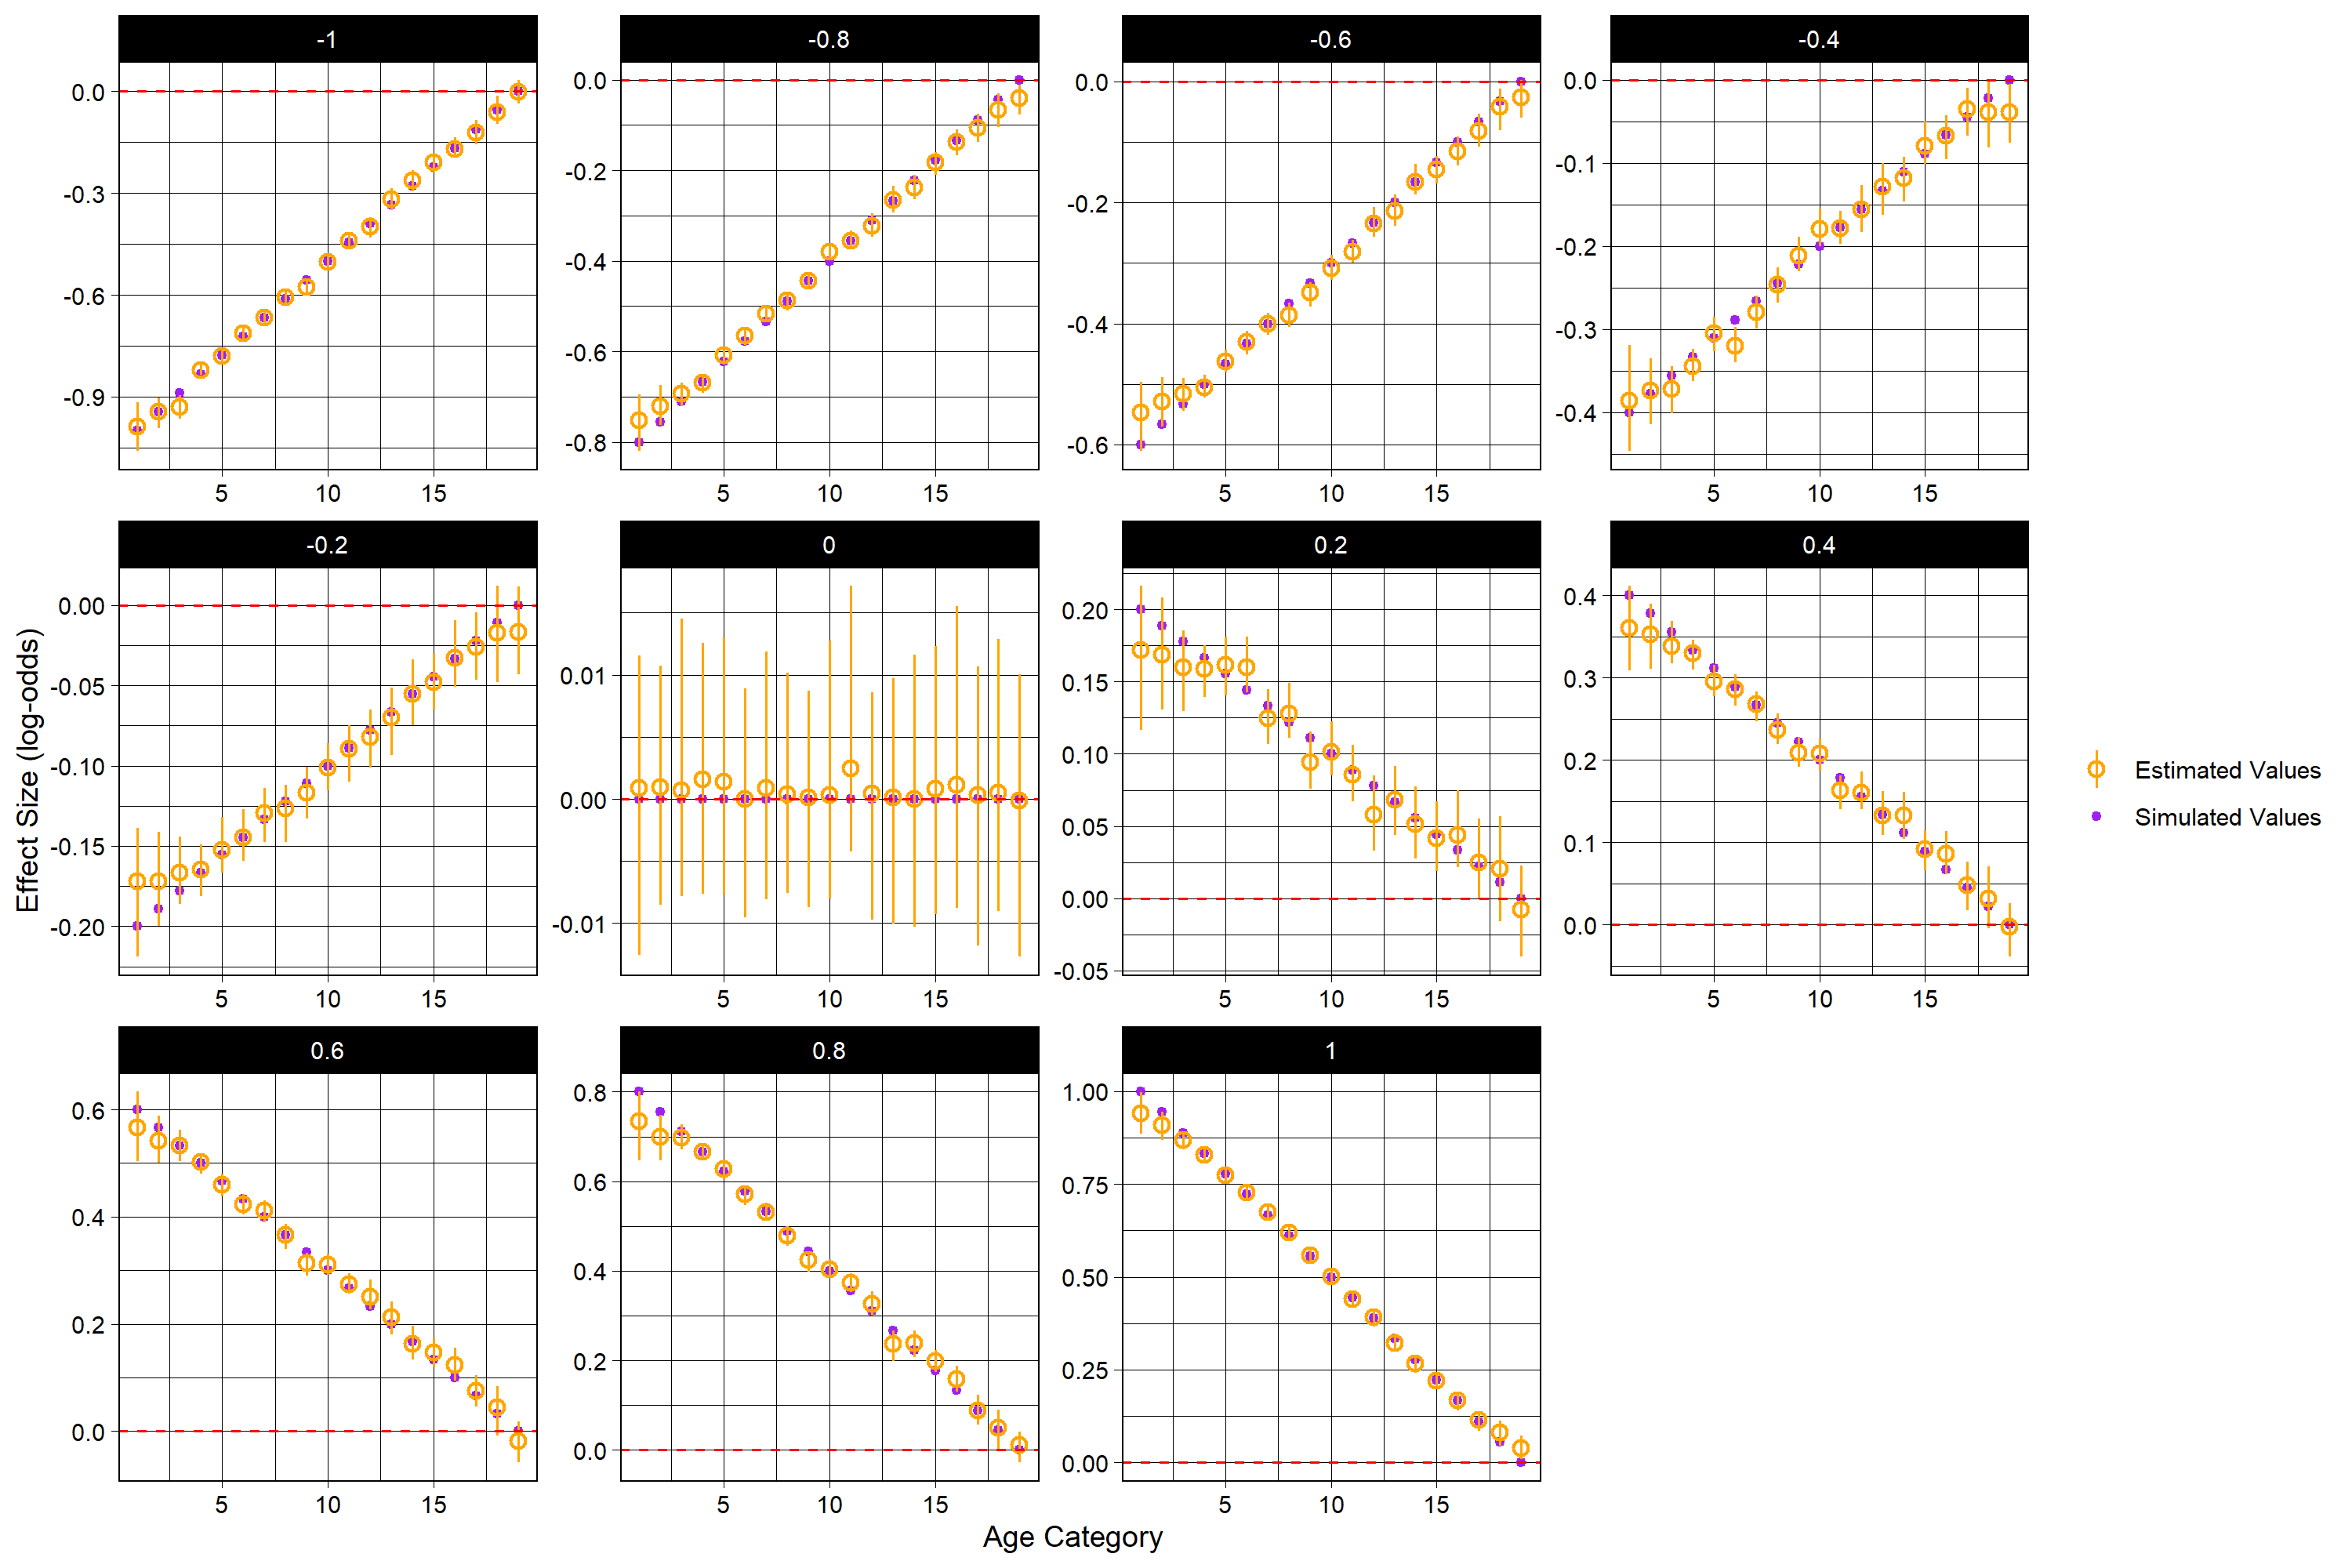 -1 -0.8 -0.6 -0.4
0.0 0.0 0.0 0.0
-0.3 -0.2 -0.2 -0.1
-0.6 -0.4 -0.4 -0.2
-0.9 -0.6 -0.6 -0.3
-0.8 -0.4
5 10 15 5 10 15 5 10 15 5 10 15
-0.2 0 0.2 0.4
Effect Size (log-odds)
0.00 0.01 0.20 0.4
-0.05 0.00 0.15 0.3
-0.10 -0.01 0.10 0.2
-0.15 0.05 0.1
-0.20 0.00 0.0
-0.05
5 10 15 5 10 15 5 10 15 5 10 15
Estimated Values
Simulated Values
0.6 0.8 1
0.6 0.8 1.00
0.4 0.6 0.75
0.2 0.4 0.50
0.0 0.2 0.25
0.0 0.00
5 10 15 5 10 15 5 10 15
Age Category